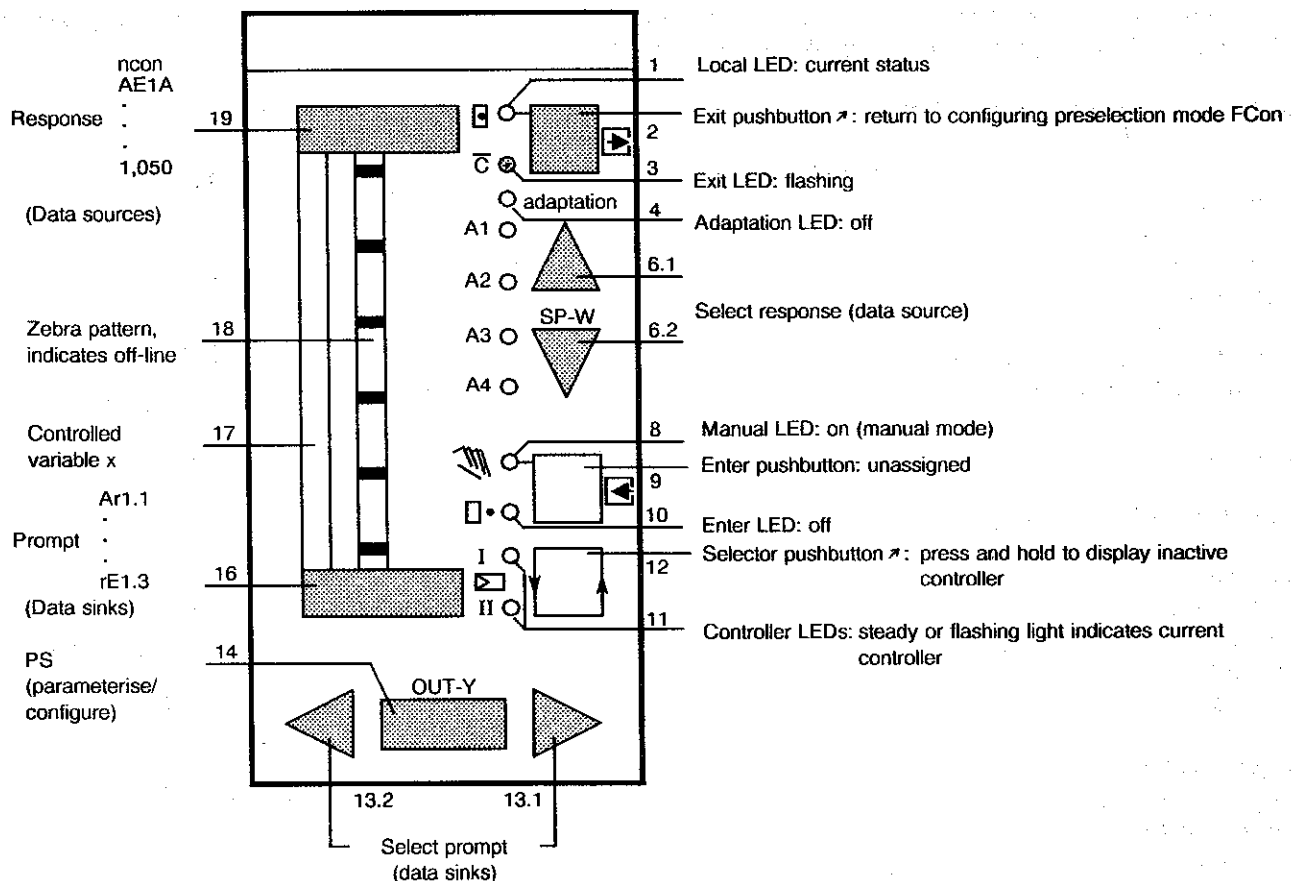 ncon
AE1A
.
.
.
1,050
Response
19
(Data sources)
Zebra pattern,
indicates off-line
18
Controlled
variable x
17
Ar1.1
.
.
.
rE1.3
Prompt
16
(Data sinks)
PS
(parameterise/
configure)
14
C
adaptation
A1
A2
SP-W
A3
A4
I
II
OUT-Y
1
Local LED: current status
2
Exit pushbutton ↗: return to configuring preselection mode FCon
3
Exit LED: flashing
4
Adaptation LED: off
6.1
Select response (data source)
6.2
8
Manual LED: on (manual mode)
9
Enter pushbutton: unassigned
10
Enter LED: off
12
Selector pushbutton ↗: press and hold to display inactive
controller
11
Controller LEDs: steady or flashing light indicates current
controller
13.2
13.1
Select prompt
(data sinks)